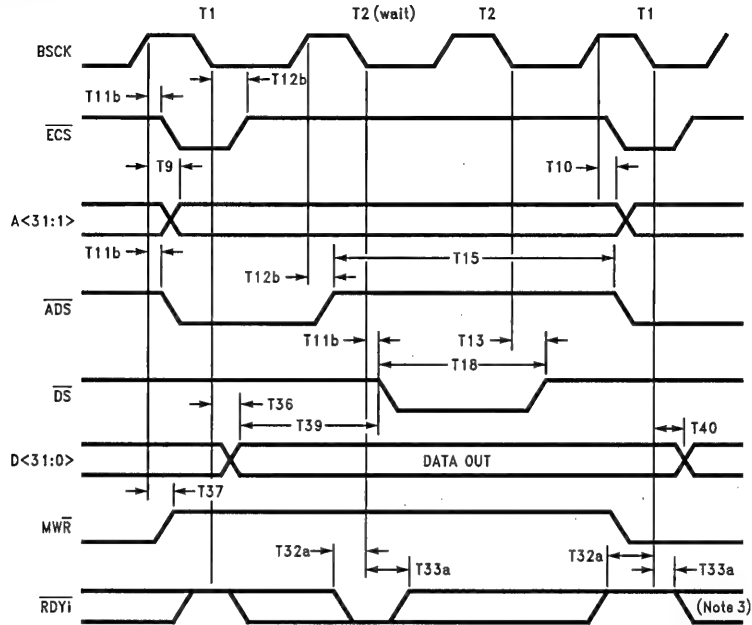 T1 T2 (wait) T2 T1
BSCK
T11b T12b
ECS
T9 T10
A<31:1>
T11b T12b T15
ADS
T11b T13
T18
DS
T36
T39 T40
D<31:0> DATA OUT
T37
MWR
T32a T33a T32a T33a
RDYi (Note 3)